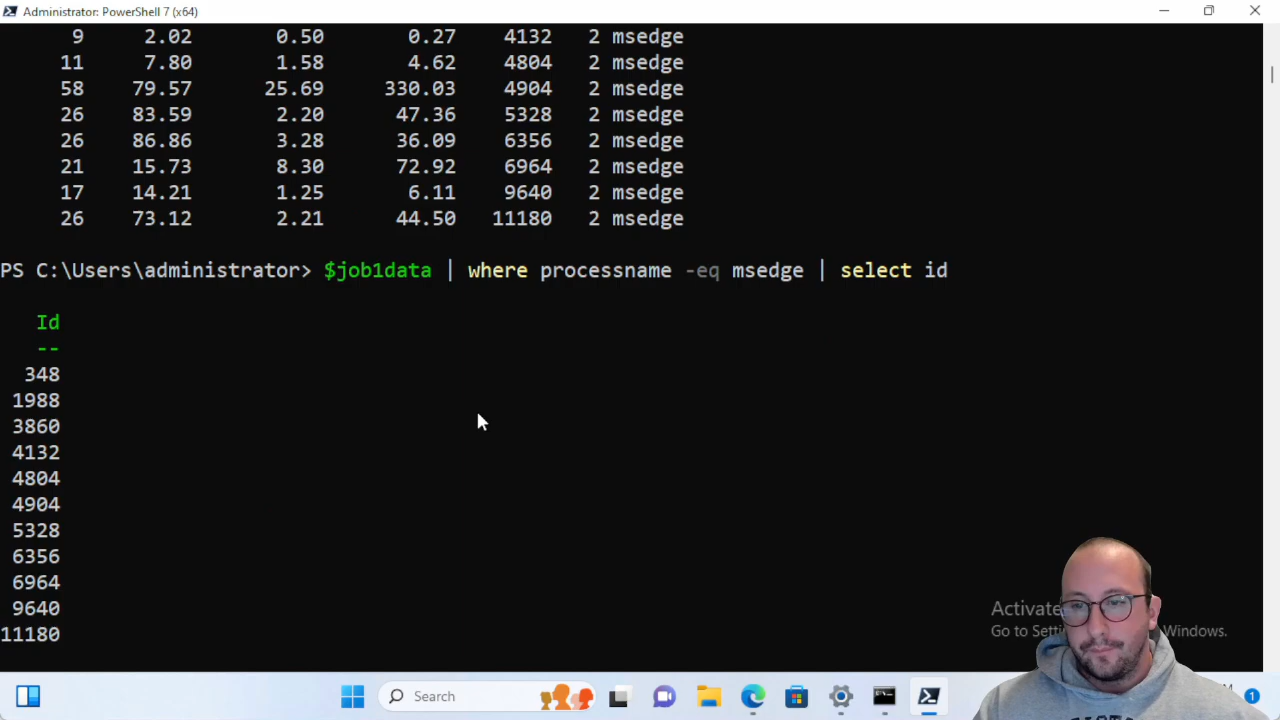 Administrator: PowerShell 7 (x64)
9 2.02 0.50 0.27 4132 2 msedge
11 7.80 1.58 4.62 4804 2 msedge
58 79.57 25.69 330.03 4904 2 msedge
26 83.59 2.20 47.36 5328 2 msedge
26 86.86 3.28 36.09 6356 2 msedge
21 15.73 8.30 72.92 6964 2 msedge
17 14.21 1.25 6.11 9640 2 msedge
26 73.12 2.21 44.50 11180 2 msedge
PS C:\Users\administrator> $job1data | where processname -eq msedge | select id
Id
--
348
1988
3860
4132
4804
4904
5328
6356
6964
9640
11180
Activate
Go to Windows.
Search
1